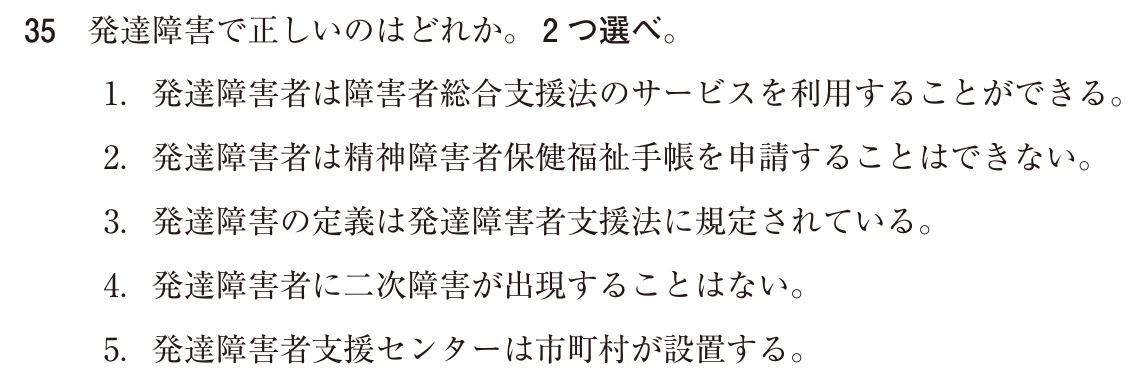 35 発達障害で正しいのはどれか。2つ選べ。
1. 発達障害者は障害者総合支援法のサービスを利用することができる。
2. 発達障害者は精神障害者保健福祉手帳を申請することはできない。
3. 発達障害の定義は発達障害者支援法に規定されている。
4. 発達障害者に二次障害が出現することはない。
5. 発達障害者支援センターは市町村が設置する。